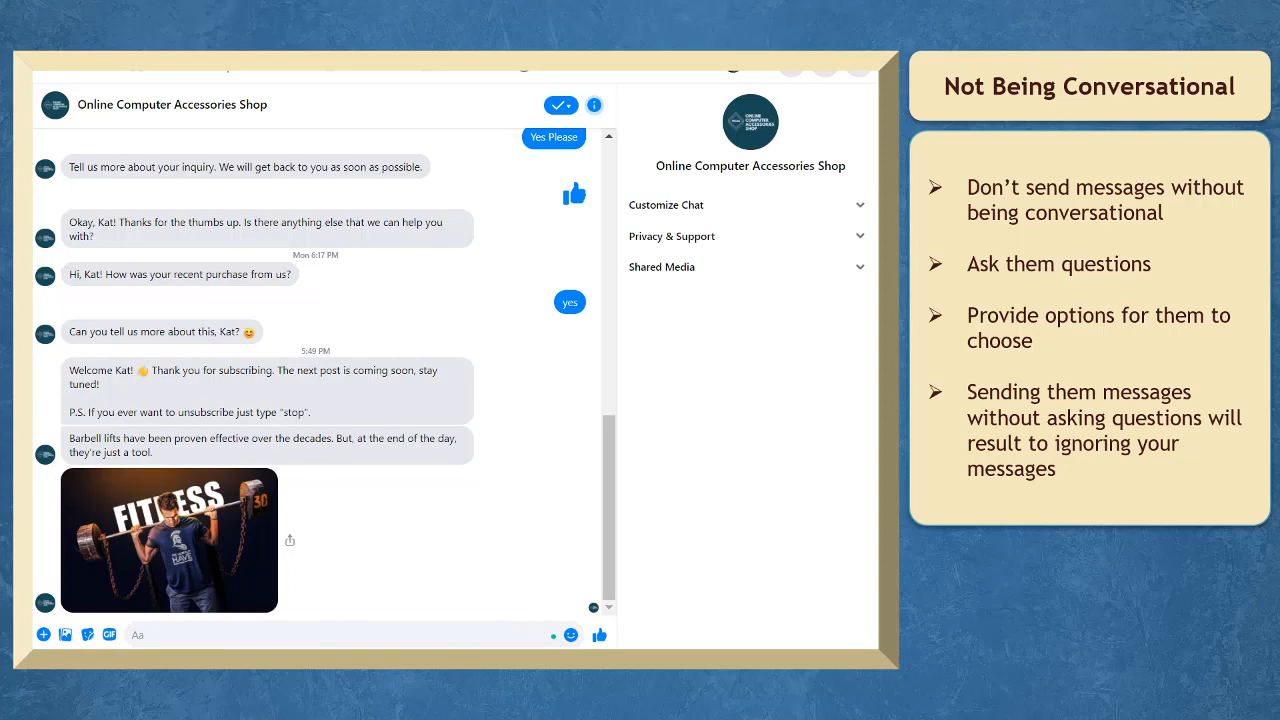 Online Computer Accessories Shop
Yes Please
Tell us more about your inquiry. We will get back to you as soon as possible.
Okay, Kat! Thanks for the thumbs up. Is there anything else that we can help you
with?
Mon 6:17 PM
Hi, Kat! How was your recent purchase from us?
yes
Can you tell us more about this, Kat? 😊
5:49 PM
Welcome Kat! 👋 Thank you for subscribing. The next post is coming soon, stay
tuned!
P.S. If you ever want to unsubscribe just type "stop".
Barbell lifts have been proven effective over the decades. But, at the end of the day,
they're just a tool.
FITNESS
30
HAVE
GIF
Aa
ONLINE
COMPUTER
ACCESSORIES
SHOP
Online Computer Accessories Shop
Customize Chat
Privacy & Support
Shared Media
Not Being Conversational
Don't send messages without
being conversational
Ask them questions
Provide options for them to
choose
Sending them messages
without asking questions will
result to ignoring your
messages